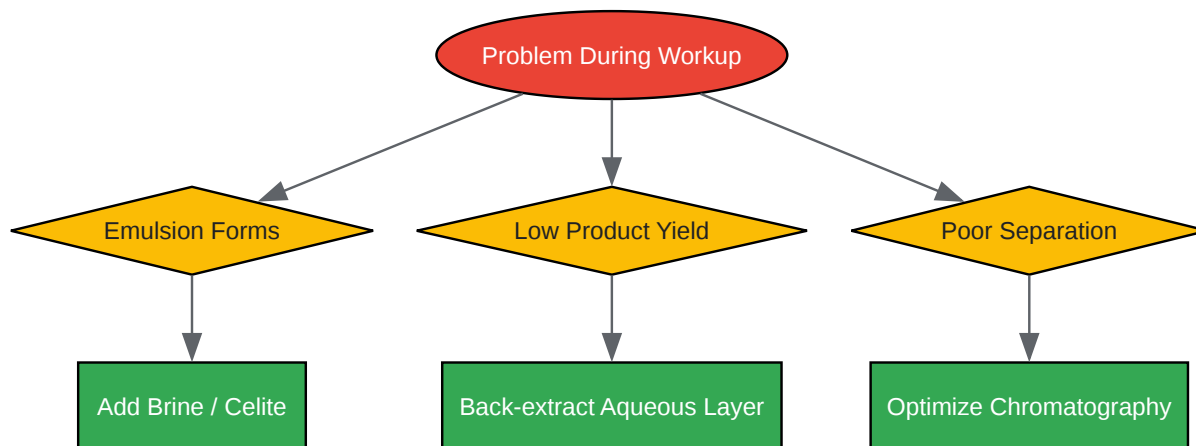 Problem During Workup
Emulsion Forms
Low Product Yield
Poor Separation
Add Brine / Celite
Back-extract Aqueous Layer
Optimize Chromatography